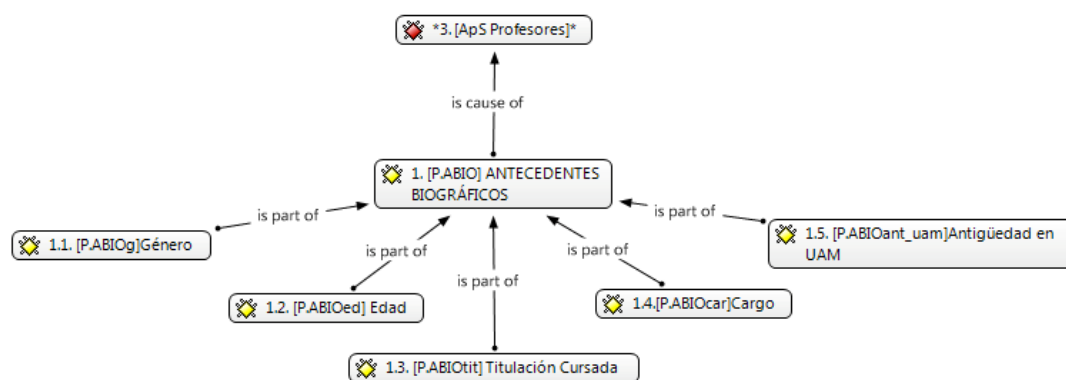 *3. [ApS Profesores]*
is cause of
1. [P.ABIO] ANTECEDENTES
BIOGRÁFICOS
is part of
is part of
1.1. [P.ABIOg]Género
1.5. [P.ABIOant_uam]Antigüedad en
UAM
is part of
is part of
is part of
1.2. [P.ABIOed] Edad
1.4.[P.ABIOcar]Cargo
1.3. [P.ABIOtit] Titulación Cursada